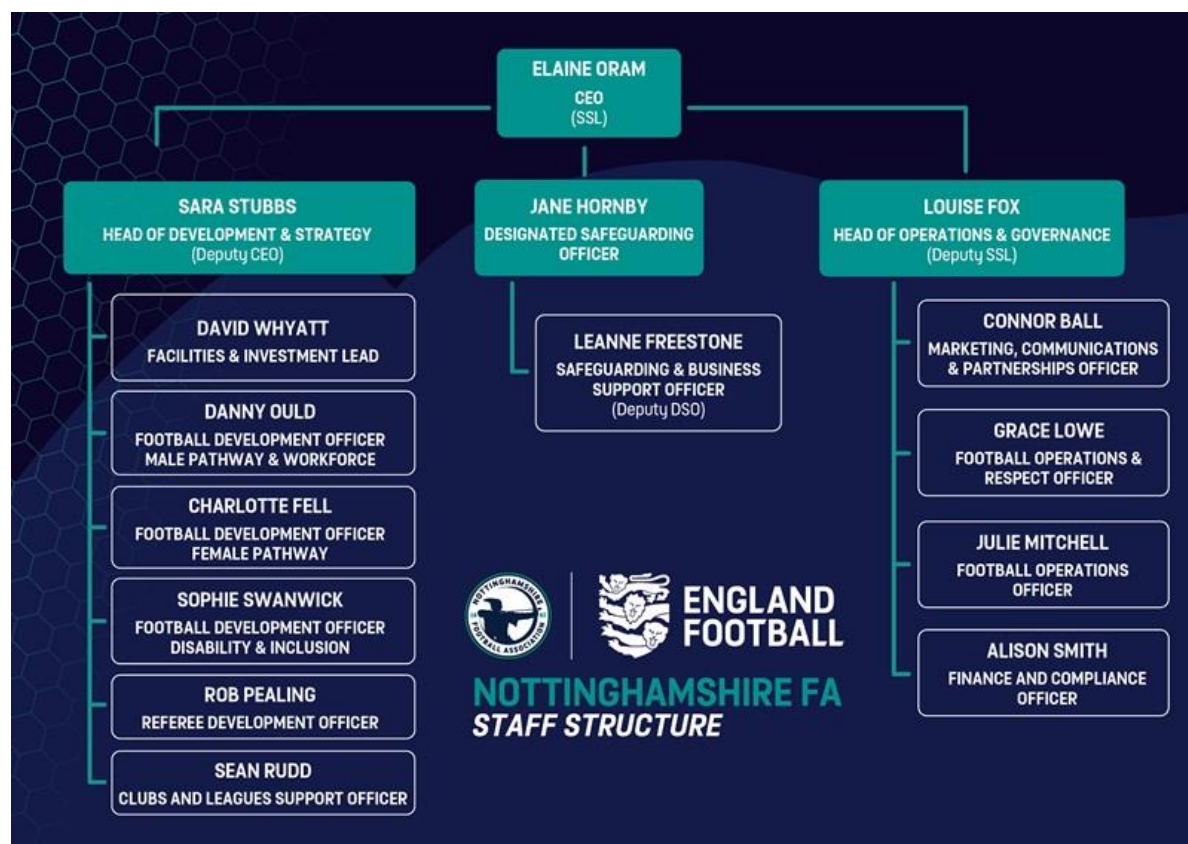 ELAINE ORAM
CEO
(SSL)
SARA STUBBS
HEAD OF DEVELOPMENT & STRATEGY
(Deputy CEO)
JANE HORNBY
DESIGNATED SAFEGUARDING
OFFICER
LOUISE FOX
HEAD OF OPERATIONS & GOVERNANCE
(Deputy SSL)
DAVID WHYATT
FACILITIES & INVESTMENT LEAD
DANNY OULD
FOOTBALL DEVELOPMENT OFFICER
MALE PATHWAY & WORKFORCE
CHARLOTTE FELL
FOOTBALL DEVELOPMENT OFFICER
FEMALE PATHWAY
SOPHIE SWANWICK
FOOTBALL DEVELOPMENT OFFICER
DISABILITY & INCLUSION
ROB PEALING
REFEREE DEVELOPMENT OFFICER
SEAN RUDD
CLUBS AND LEAGUES SUPPORT OFFICER
LEANNE FREESTONE
SAFEGUARDING & BUSINESS
SUPPORT OFFICER
(Deputy DSO)
CONNOR BALL
MARKETING, COMMUNICATIONS
& PARTNERSHIPS OFFICER
GRACE LOWE
FOOTBALL OPERATIONS &
RESPECT OFFICER
JULIE MITCHELL
FOOTBALL OPERATIONS
OFFICER
ALISON SMITH
FINANCE AND COMPLIANCE
OFFICER
NOTTINGHAMSHIRE
FOOTBALL ASSOCIATION
ENGLAND
FOOTBALL
NOTTINGHAMSHIRE FA
STAFF STRUCTURE